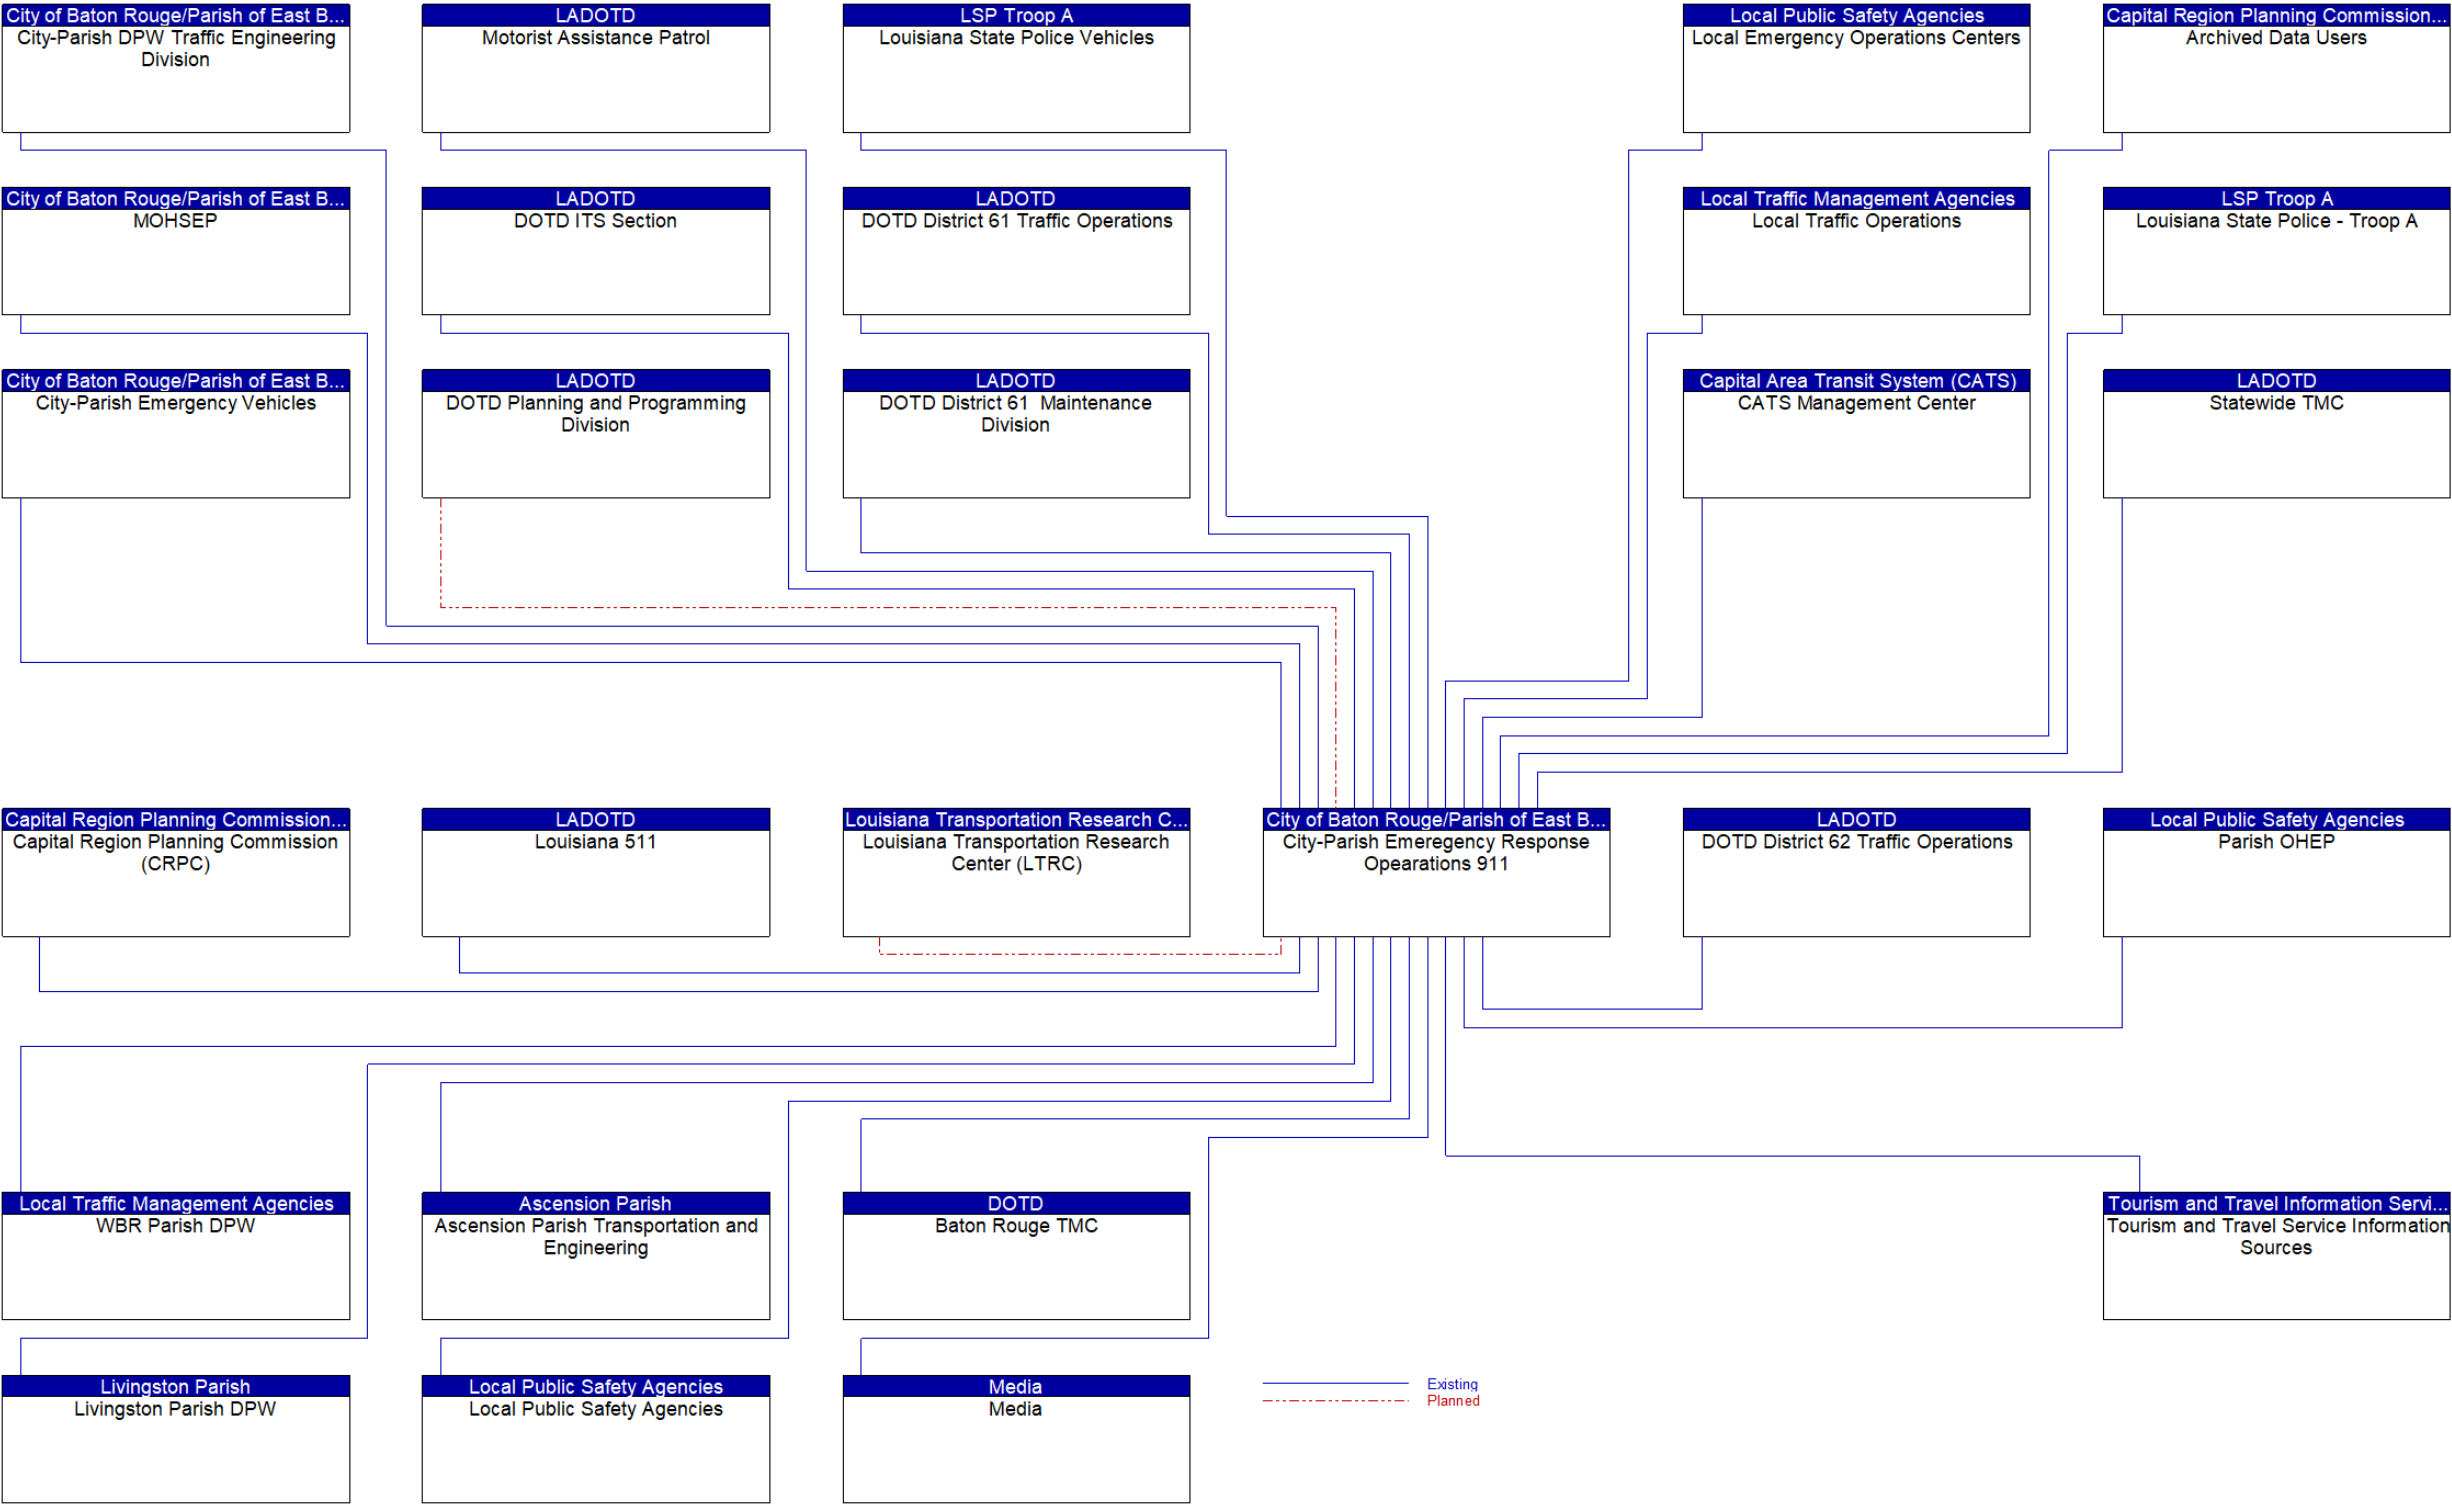 City of Baton Rouge/Parish of East B...
City-Parish DPW Traffic Engineering
Division
LADOTD
Motorist Assistance Patrol
LSP Troop A
Louisiana State Police Vehicles
Local Public Safety Agencies
Local Emergency Operations Centers
Capital Region Planning Commission...
Archived Data Users
City of Baton Rouge/Parish of East B...
MOHSEP
LADOTD
DOTD ITS Section
LADOTD
DOTD District 61 Traffic Operations
Local Traffic Management Agencies
Local Traffic Operations
LSP Troop A
Louisiana State Police - Troop A
City of Baton Rouge/Parish of East B...
City-Parish Emergency Vehicles
LADOTD
DOTD Planning and Programming
Division
LADOTD
DOTD District 61 Maintenance
Division
Capital Area Transit System (CATS)
CATS Management Center
LADOTD
Statewide TMC
Capital Region Planning Commission...
Capital Region Planning Commission
(CRPC)
LADOTD
Louisiana 511
Louisiana Transportation Research C...
Louisiana Transportation Research
Center (LTRC)
City of Baton Rouge/Parish of East B...
City-Parish Emeregency Response
Opearations 911
LADOTD
DOTD District 62 Traffic Operations
Local Public Safety Agencies
Parish OHEP
Local Traffic Management Agencies
WBR Parish DPW
Ascension Parish
Ascension Parish Transportation and
Engineering
DOTD
Baton Rouge TMC
Tourism and Travel Information Servi...
Tourism and Travel Service Information
Sources
Livingston Parish
Livingston Parish DPW
Local Public Safety Agencies
Local Public Safety Agencies
Media
Media
Existing
Planned